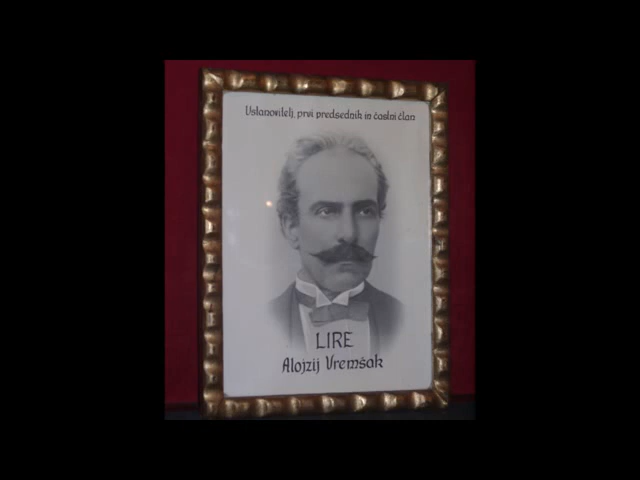 Ustanovitelj, prvi predsednik in častni član
LIRE
Alojzij Vremšak